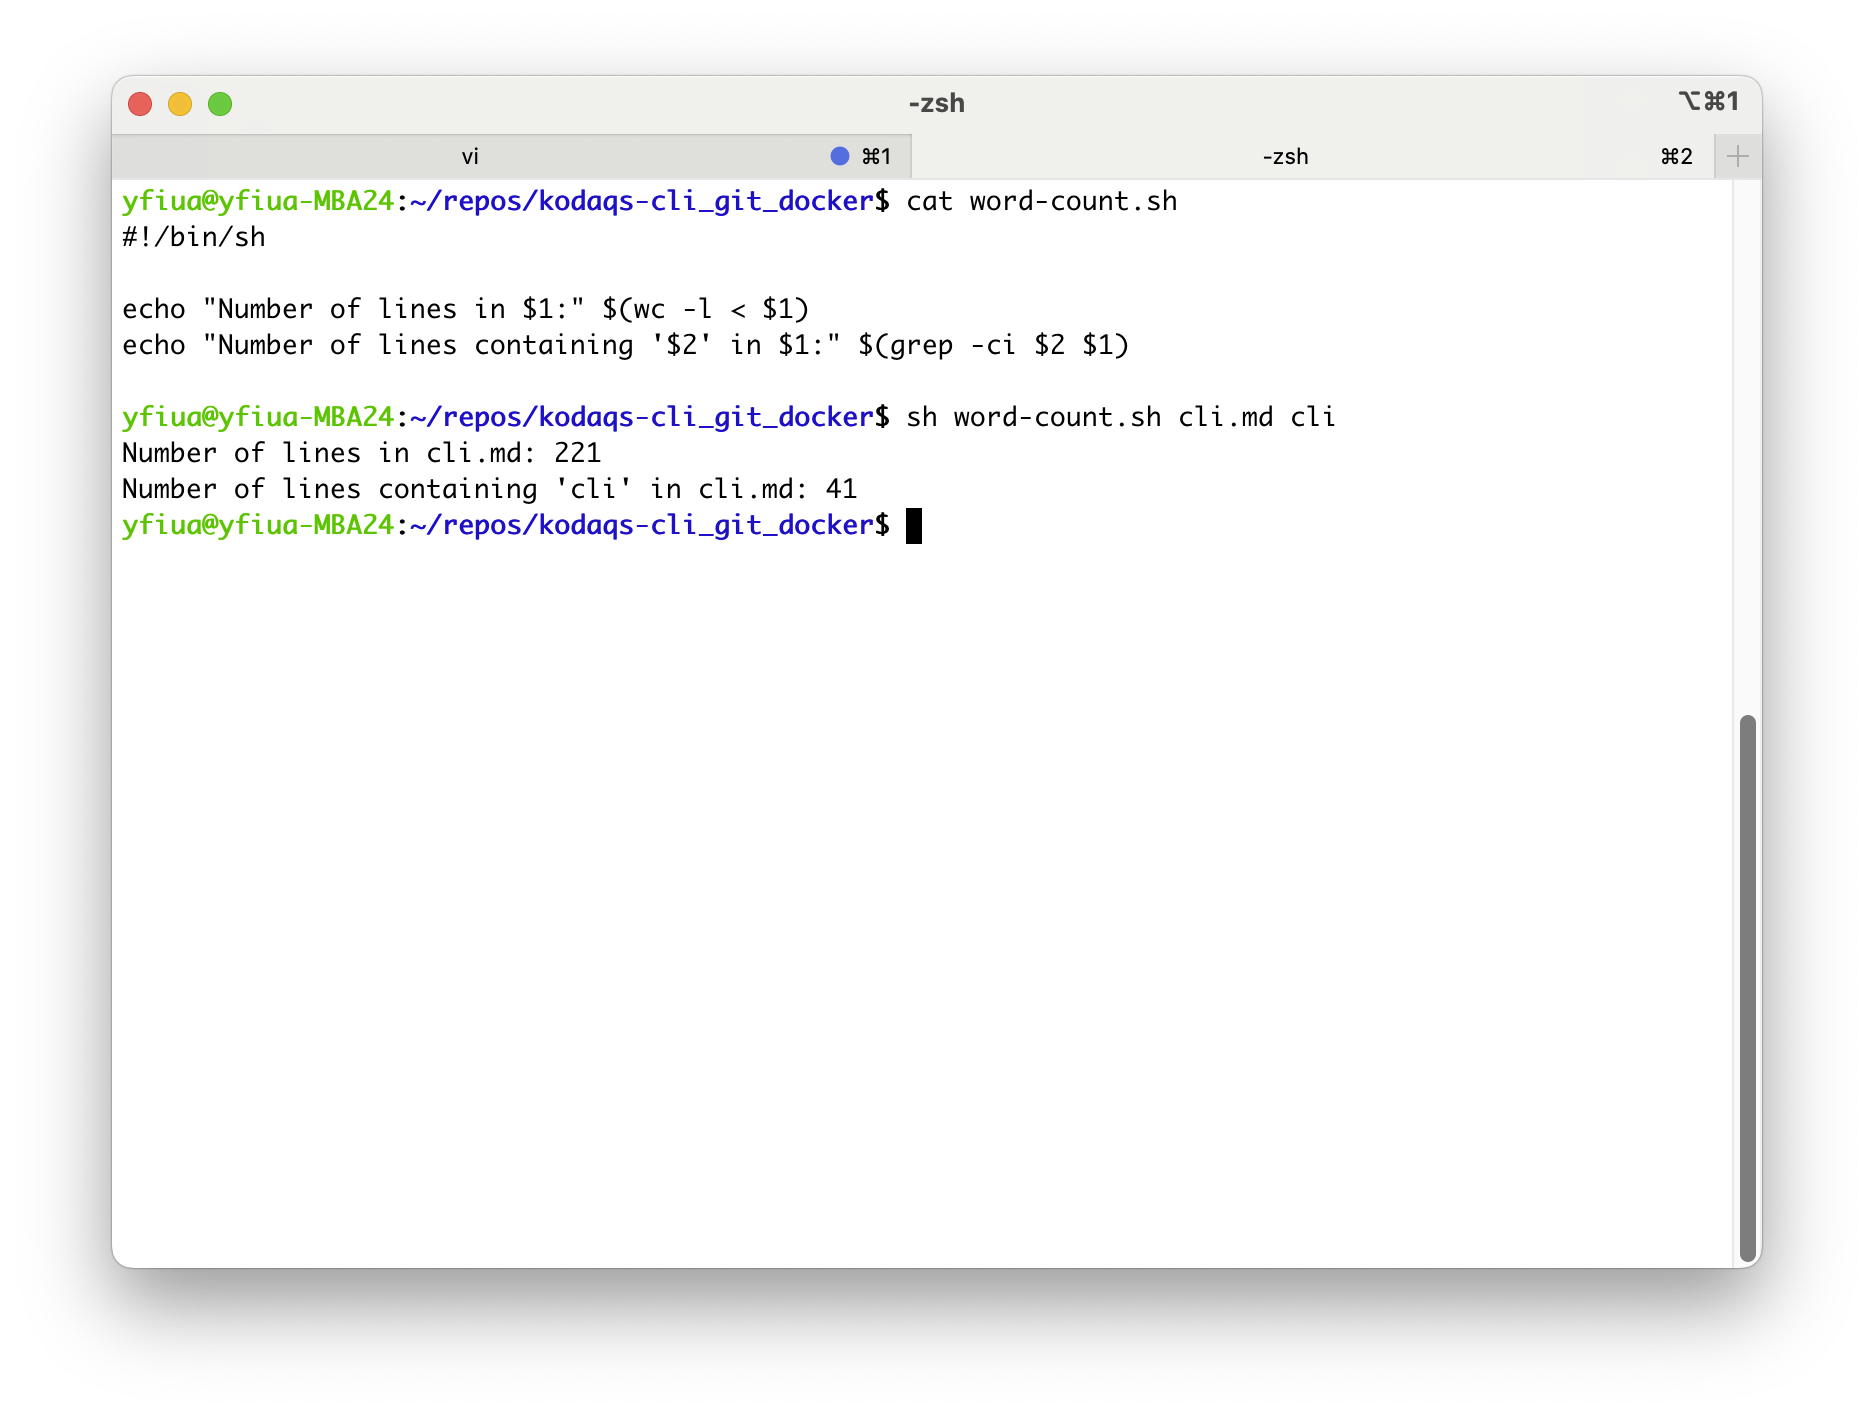 -zsh
⌥⌘1
vi ⌘1 -zsh ⌘2 +
yfiua@yfiua-MBA24:~/repos/kodaqs-cli_git_docker$ cat word-count.sh
#!/bin/sh
echo "Number of lines in $1:" $(wc -l < $1)
echo "Number of lines containing '$2' in $1:" $(grep -ci $2 $1)
yfiua@yfiua-MBA24:~/repos/kodaqs-cli_git_docker$ sh word-count.sh cli.md cli
Number of lines in cli.md: 221
Number of lines containing 'cli' in cli.md: 41
yfiua@yfiua-MBA24:~/repos/kodaqs-cli_git_docker$